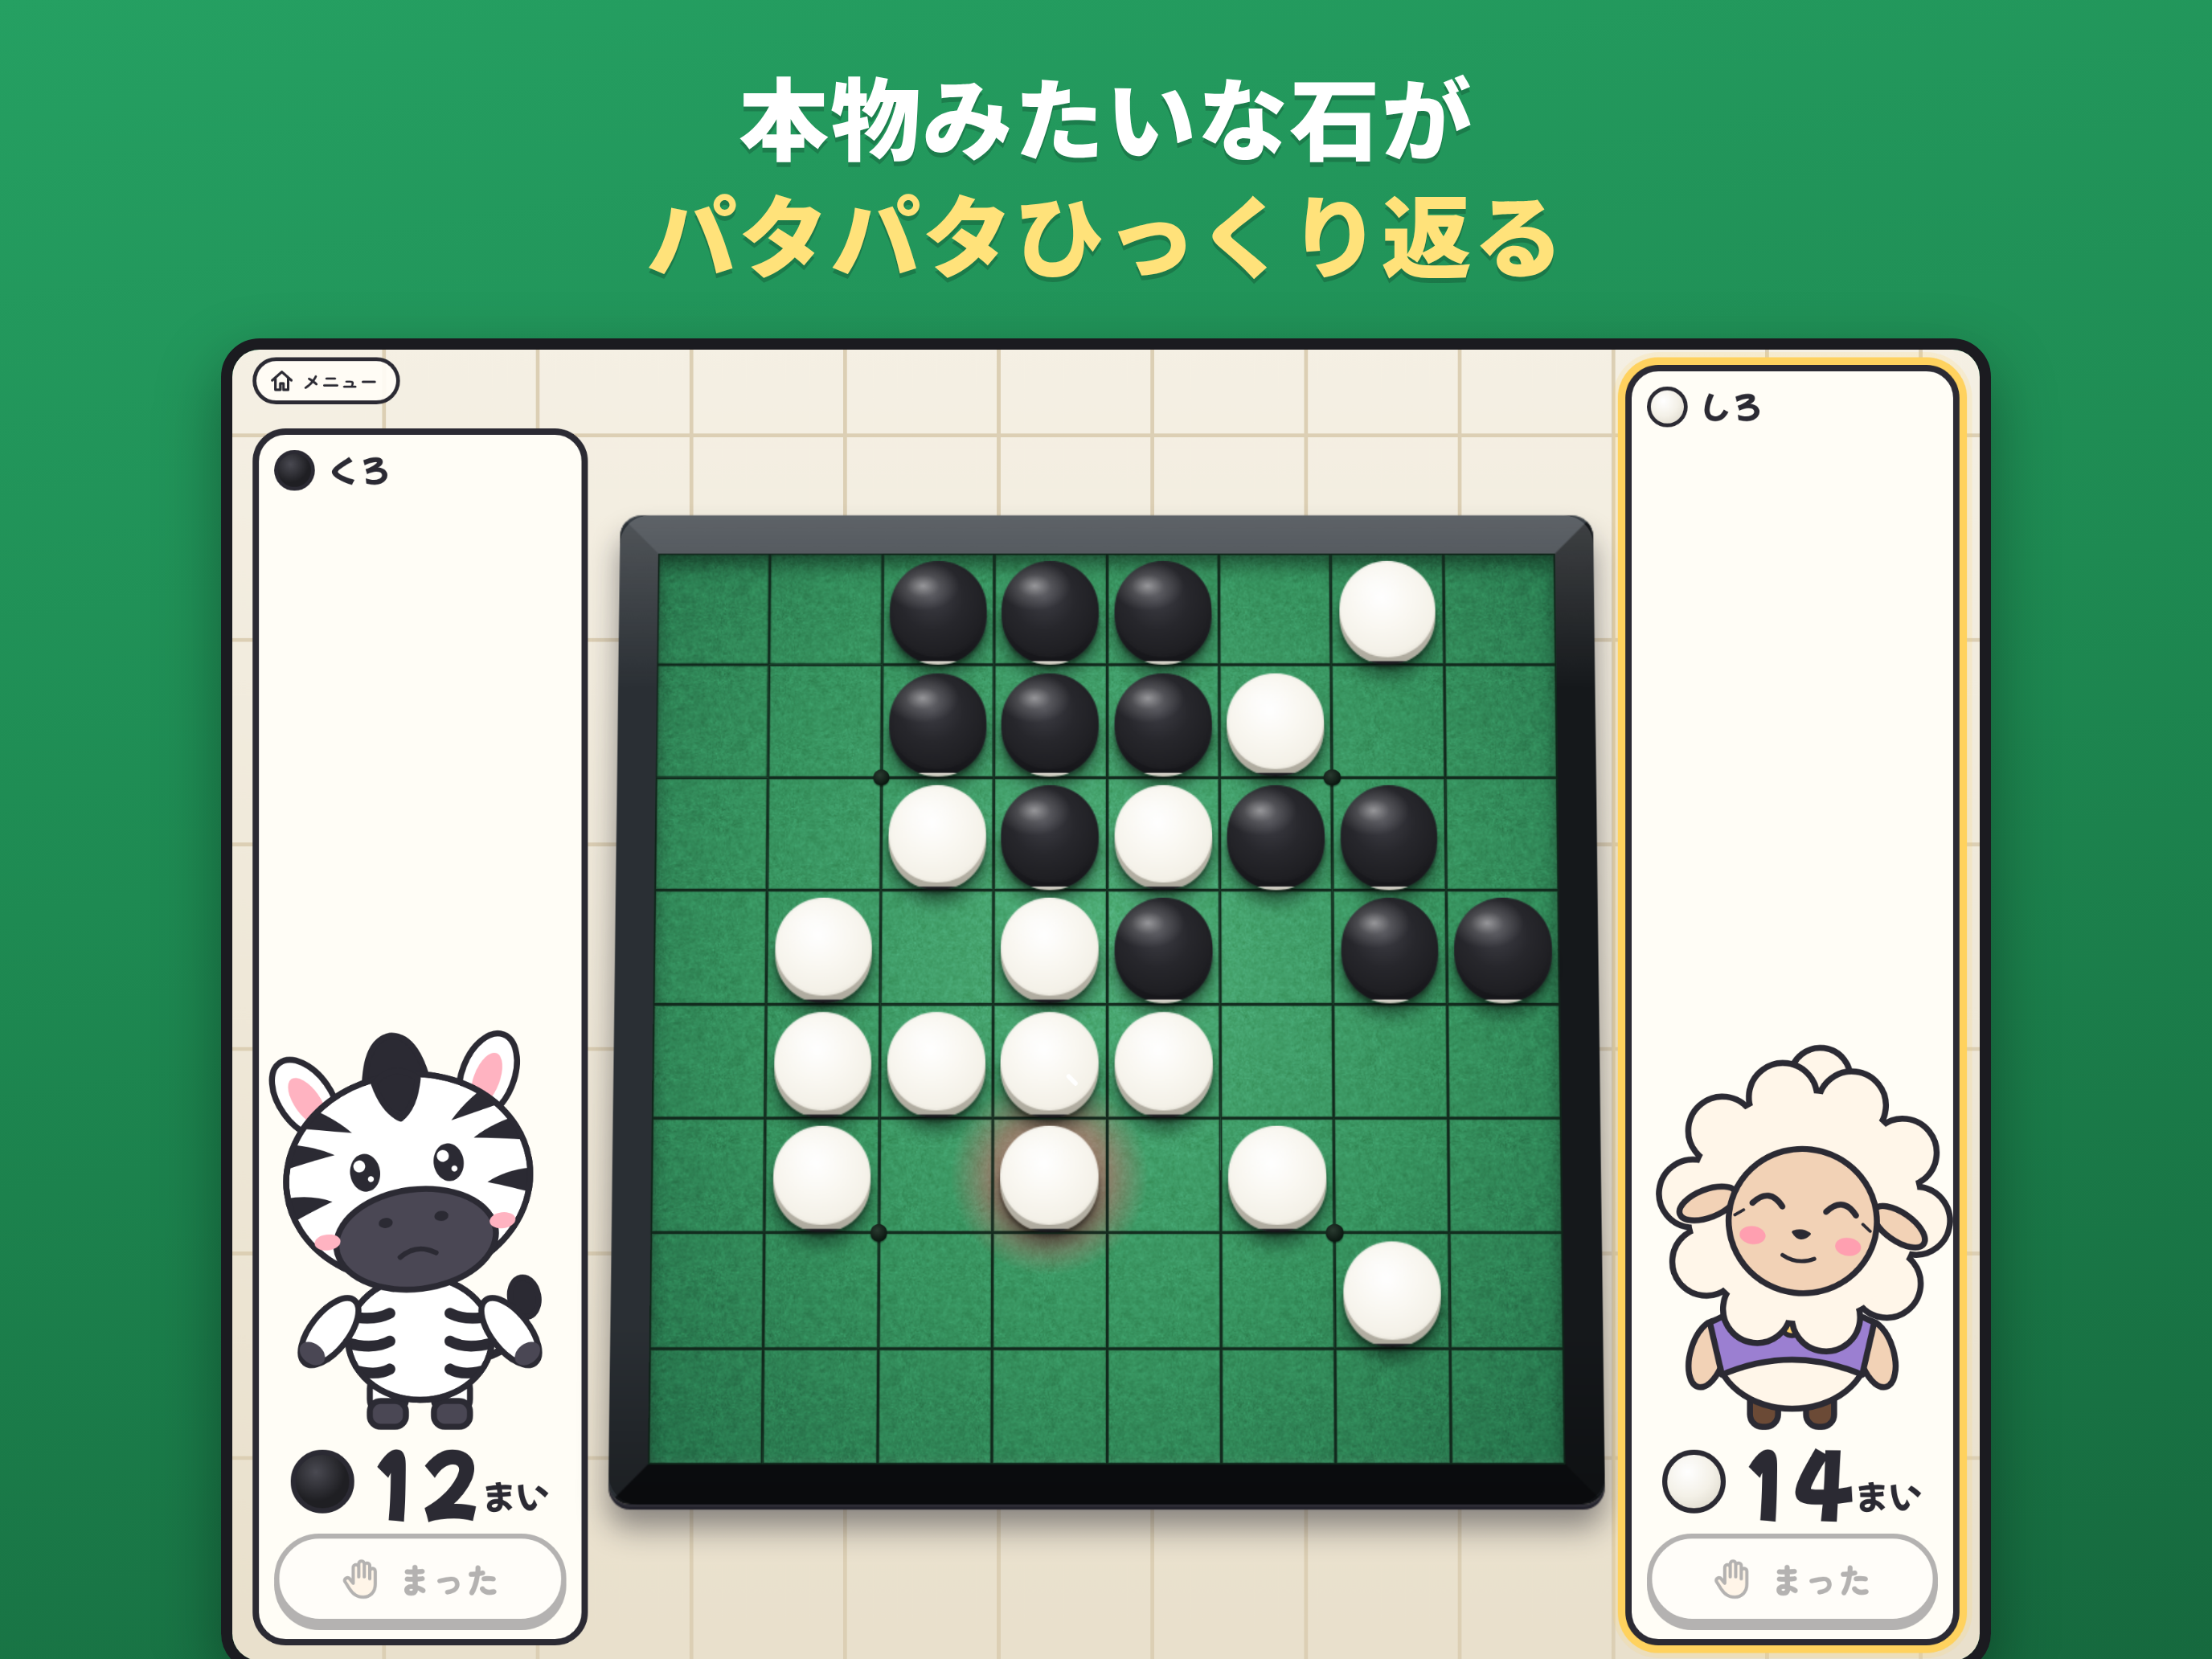 本物みたいな石が
パタパタひっくり返る
メニュー
くろ
しろ
12まい
14まい
まった
まった